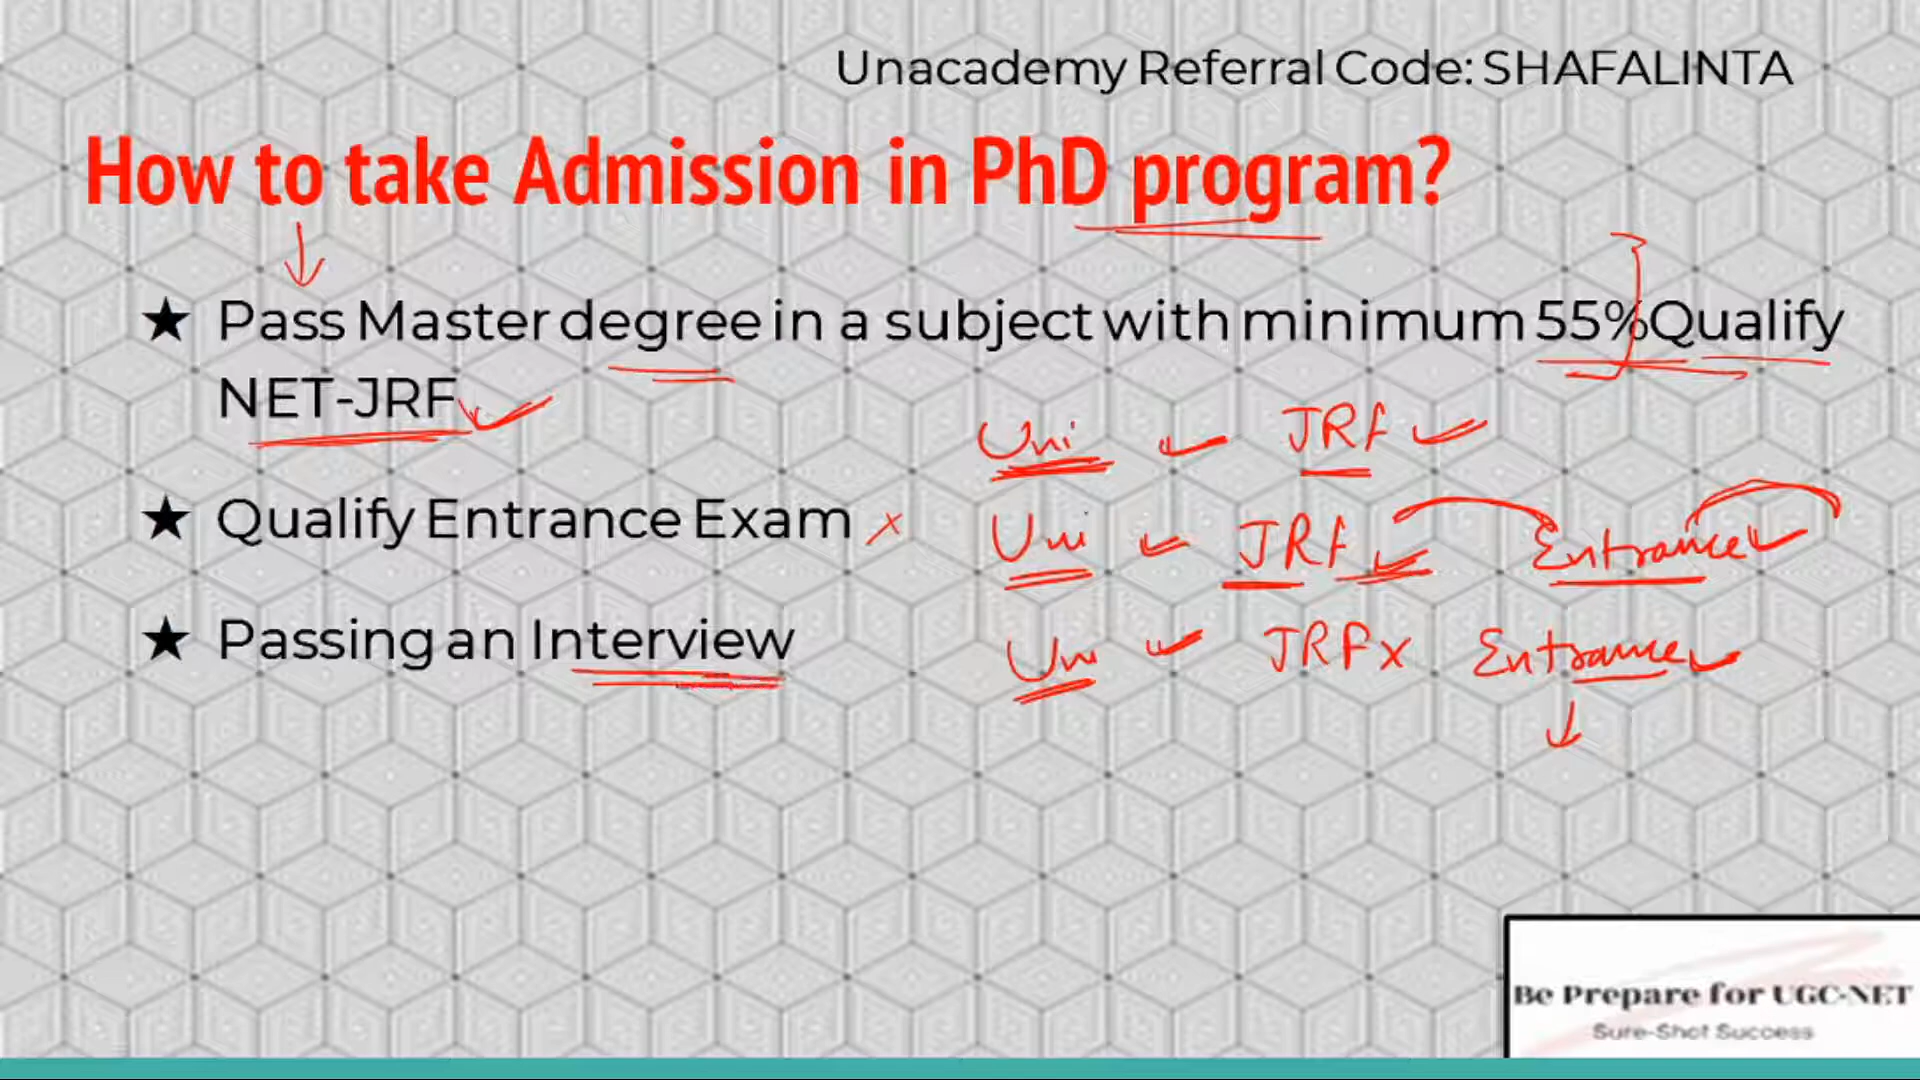 Unacademy Referral Code: SHAFALINTA
How to take Admission in PhD program?
★ Pass Master degree in a subject with minimum 55%Qualify
NET-JRF
Uni ✓ JRF ✓
★ Qualify Entrance Exam x
Uni ✓ JRF ✓ Entrance ✓
★ Passing an Interview
Uni ✓ JRF x Entrance ✓
Be Prepare for UGC-NET
Sure-Shot Success